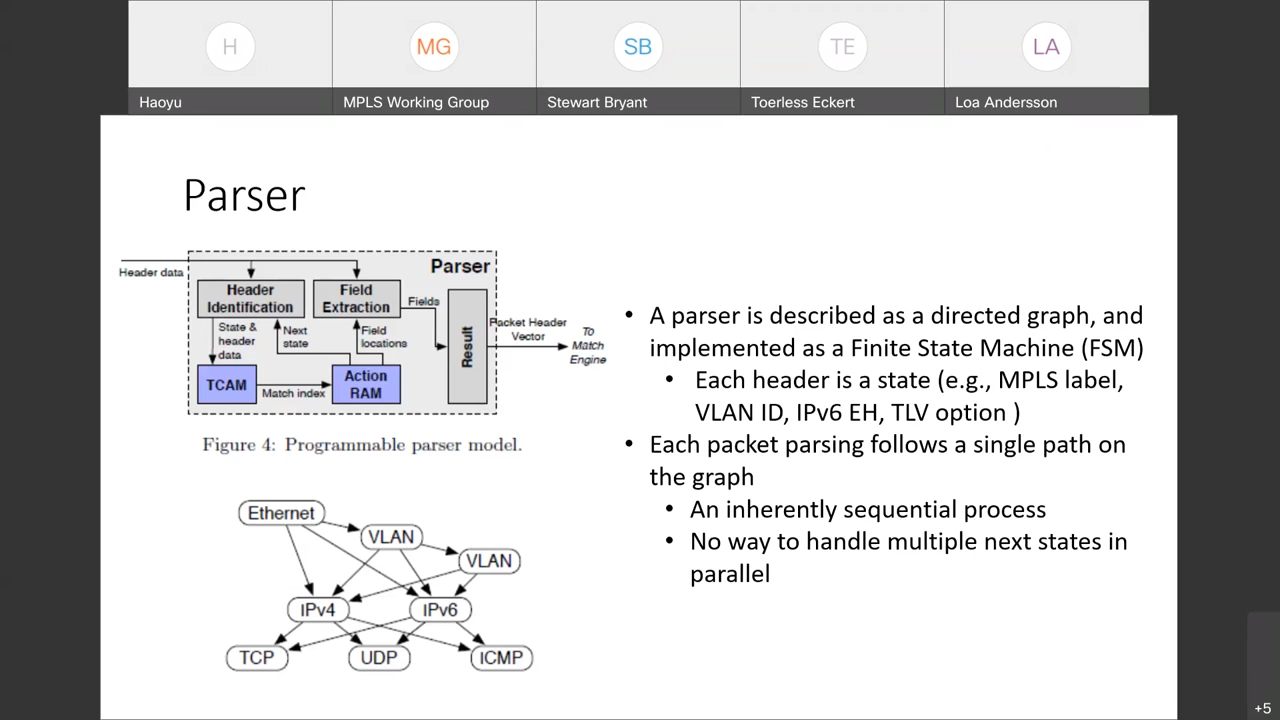 H
MG
SB
TE
LA
Haoyu
MPLS Working Group
Stewart Bryant
Toerless Eckert
Loa Andersson
Parser
Header data
Parser
Header
Identification
Field
Extraction
Fields
State &
header
data
Next
state
Field
locations
Result
Packet Header
Vector
To
Match
Engine
TCAM
Match index
Action
RAM
Figure 4: Programmable parser model.
Ethernet
VLAN
VLAN
IPv4
IPv6
TCP
UDP
ICMP
• A parser is described as a directed graph, and
implemented as a Finite State Machine (FSM)
• Each header is a state (e.g., MPLS label,
VLAN ID, IPv6 EH, TLV option )
• Each packet parsing follows a single path on
the graph
• An inherently sequential process
• No way to handle multiple next states in
parallel
+5